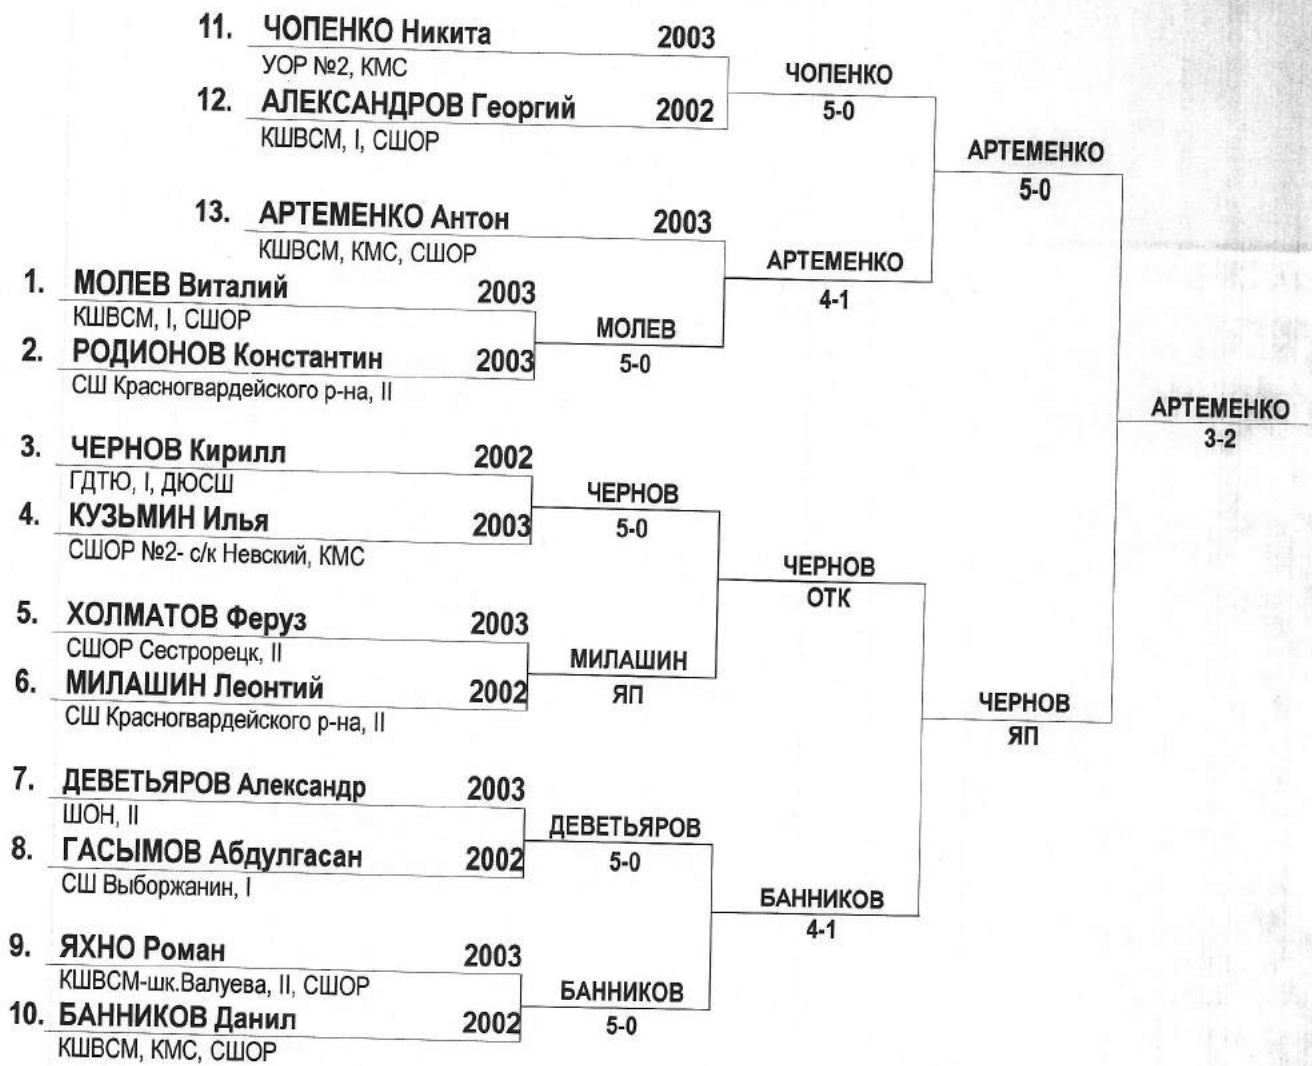 11. ЧОПЕНКО Никита 2003
УОР №2, КМС
ЧОПЕНКО
5-0
12. АЛЕКСАНДРОВ Георгий 2002
КШВСМ, I, СШОР
АРТЕМЕНКО
5-0
13. АРТЕМЕНКО Антон 2003
КШВСМ, КМС, СШОР
АРТЕМЕНКО
4-1
1. МОЛЕВ Виталий 2003
КШВСМ, I, СШОР
МОЛЕВ
5-0
2. РОДИОНОВ Константин 2003
СШ Красногвардейского р-на, II
АРТЕМЕНКО
3-2
3. ЧЕРНОВ Кирилл 2002
ГДТЮ, I, ДЮСШ
ЧЕРНОВ
5-0
4. КУЗЬМИН Илья 2003
СШОР №2- с/к Невский, КМС
ЧЕРНОВ
ОТК
5. ХОЛМАТОВ Феруз 2003
СШОР Сестрорецк, II
МИЛАШИН
ЯП
6. МИЛАШИН Леонтий 2002
СШ Красногвардейского р-на, II
ЧЕРНОВ
ЯП
7. ДЕВЕТЬЯРОВ Александр 2003
ШОН, II
ДЕВЕТЬЯРОВ
5-0
8. ГАСЫМОВ Абдулгасан 2002
СШ Выборжанин, I
БАННИКОВ
4-1
9. ЯХНО Роман 2003
КШВСМ-шк.Валуева, II, СШОР
БАННИКОВ
5-0
10. БАННИКОВ Данил 2002
КШВСМ, КМС, СШОР